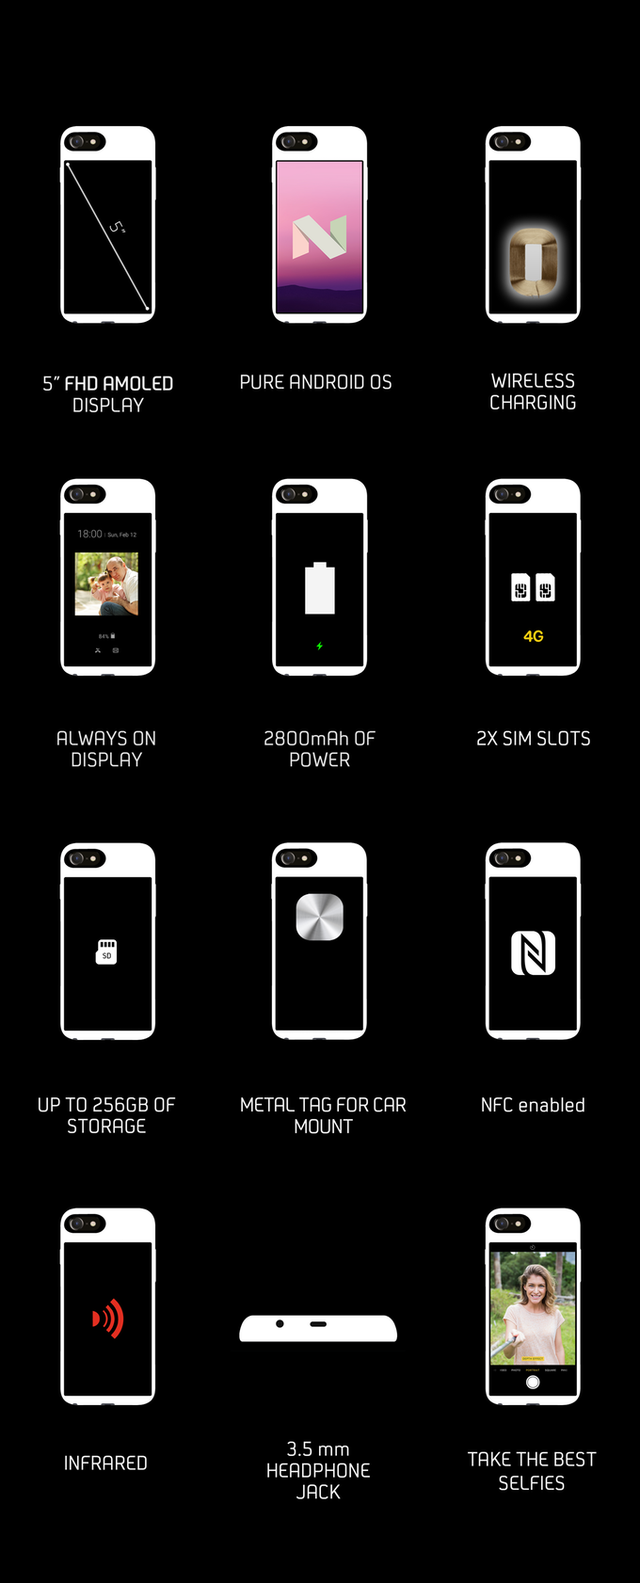 5"
5" FHD AMOLED
DISPLAY
PURE ANDROID OS
WIRELESS
CHARGING
18:00 Sun, Feb 12
84%
ALWAYS ON
DISPLAY
2800mAh OF
POWER
4G
2X SIM SLOTS
SD
UP TO 256GB OF
STORAGE
METAL TAG FOR CAR
MOUNT
NFC enabled
INFRARED
3.5 mm
HEADPHONE
JACK
TAKE THE BEST
SELFIES